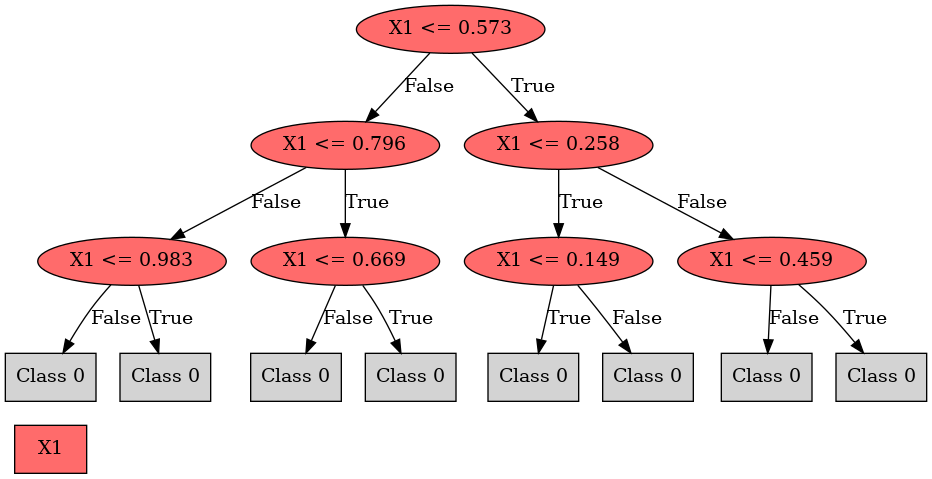 X1 <= 0.573
False
True
X1 <= 0.796
X1 <= 0.258
False
True
True
False
X1 <= 0.983
X1 <= 0.669
X1 <= 0.149
X1 <= 0.459
False
True
False
True
True
False
False
True
Class 0
Class 0
Class 0
Class 0
Class 0
Class 0
Class 0
Class 0
X1